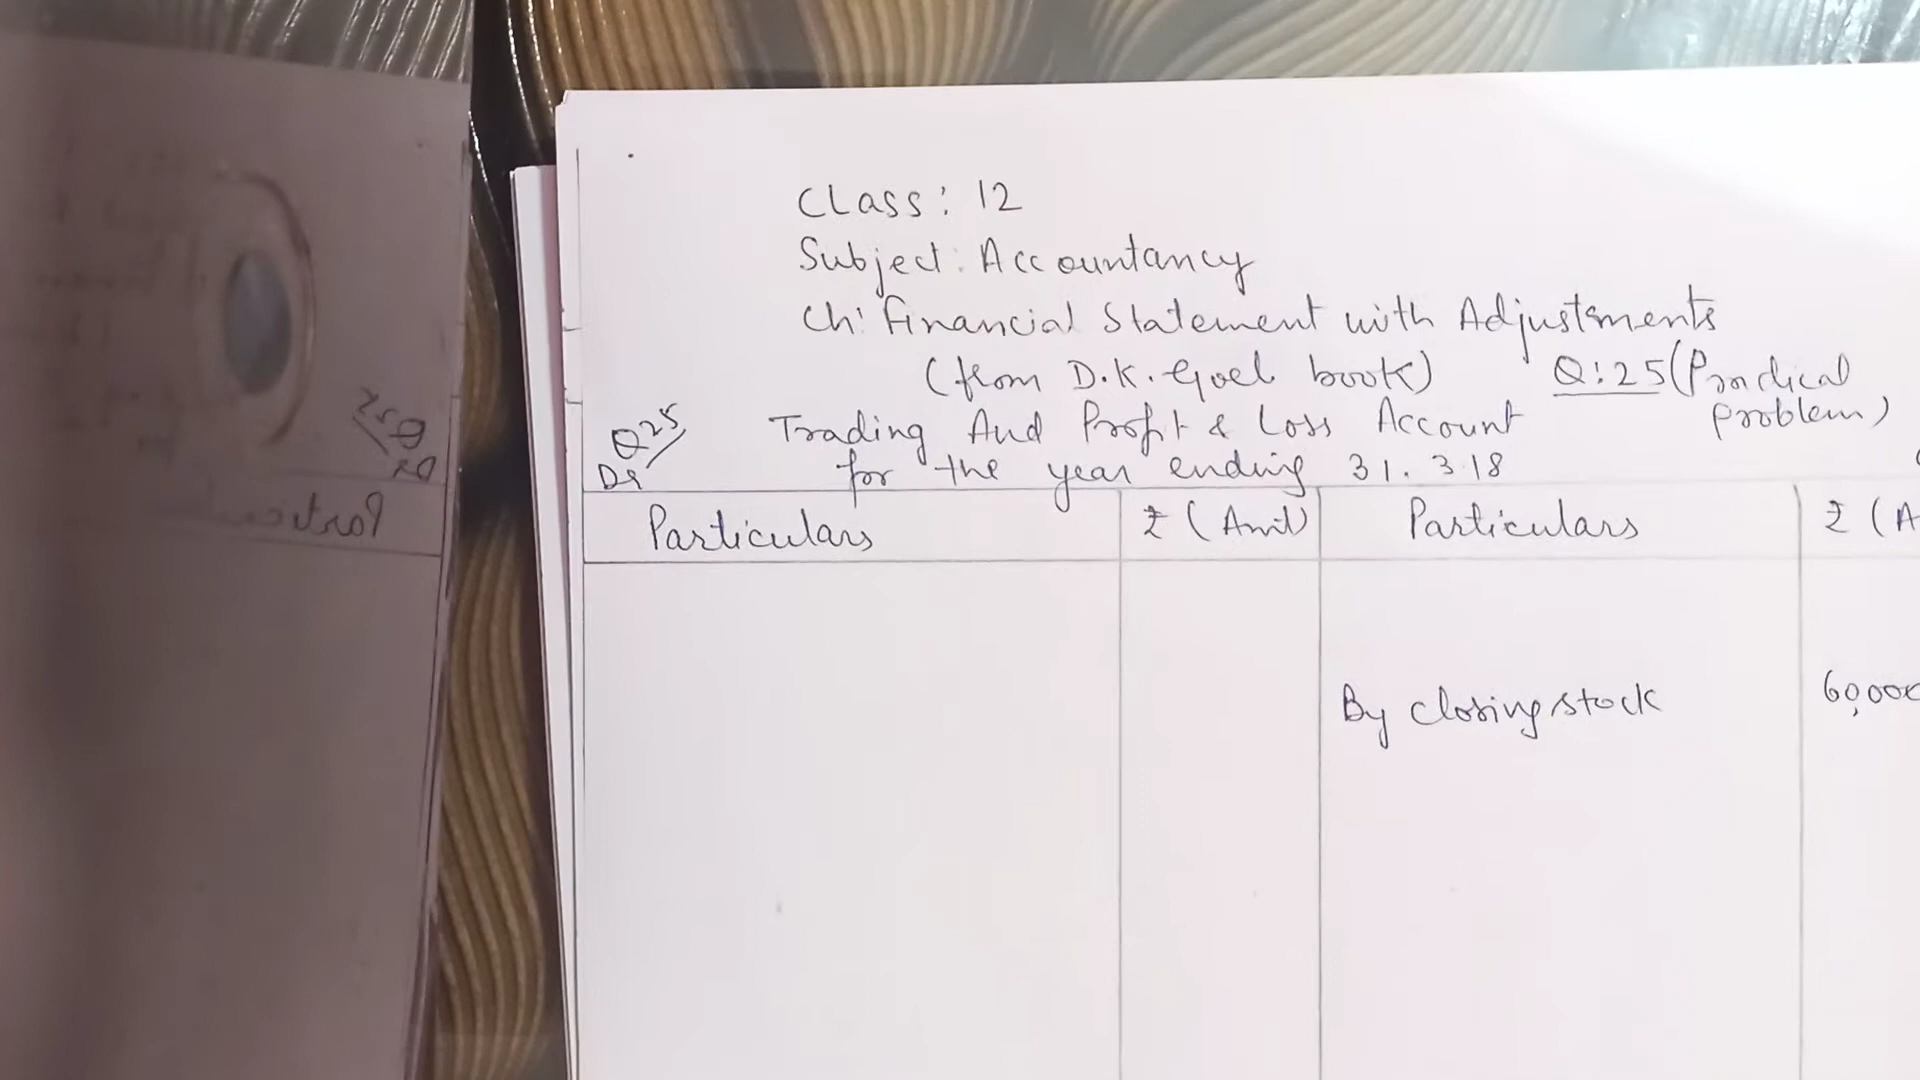 Class: 12
Subject: Accountancy
Ch: Financial Statement with Adjustments
(from D.K. Goel book) Q:25 (Practical problem)
Q25 Trading And Profit & Loss Account
Dr for the year ending 31.3.18
Particulars ₹ (Amt) Particulars ₹ (A
By closing stock 60,000